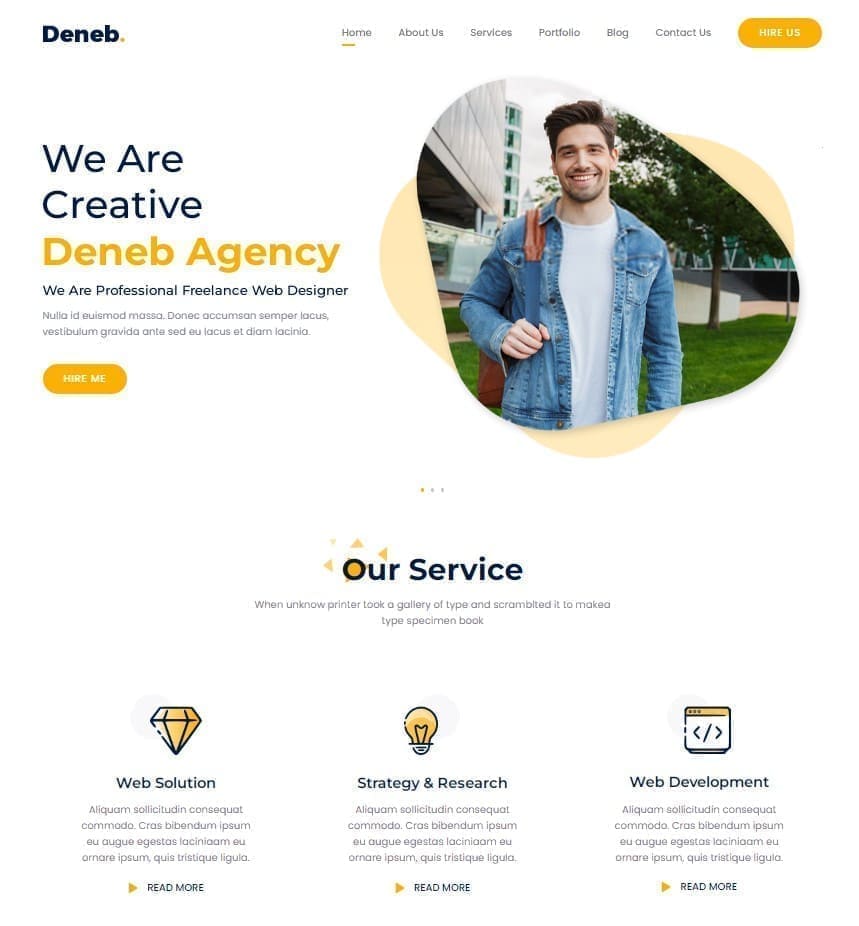 Deneb.
Home About Us Services Portfolio Blog Contact Us HIRE US
We Are
Creative
Deneb Agency
We Are Professional Freelance Web Designer
Nulla id euismod massa. Donec accumsan semper lacus,
vestibulum gravida ante sed eu lacus et diam lacinia.
HIRE ME
Our Service
When unknow printer took a gallery of type and scramblted it to makea
type specimen book
Web Solution
Aliquam sollicitudin consequat
commodo. Cras bibendum ipsum
eu augue egestas laciniaam eu
ornare ipsum, quis tristique ligula.
READ MORE
Strategy & Research
Aliquam sollicitudin consequat
commodo. Cras bibendum ipsum
eu augue egestas laciniaam eu
ornare ipsum, quis tristique ligula.
READ MORE
Web Development
Aliquam sollicitudin consequat
commodo. Cras bibendum ipsum
eu augue egestas laciniaam eu
ornare ipsum, quis tristique ligula.
READ MORE